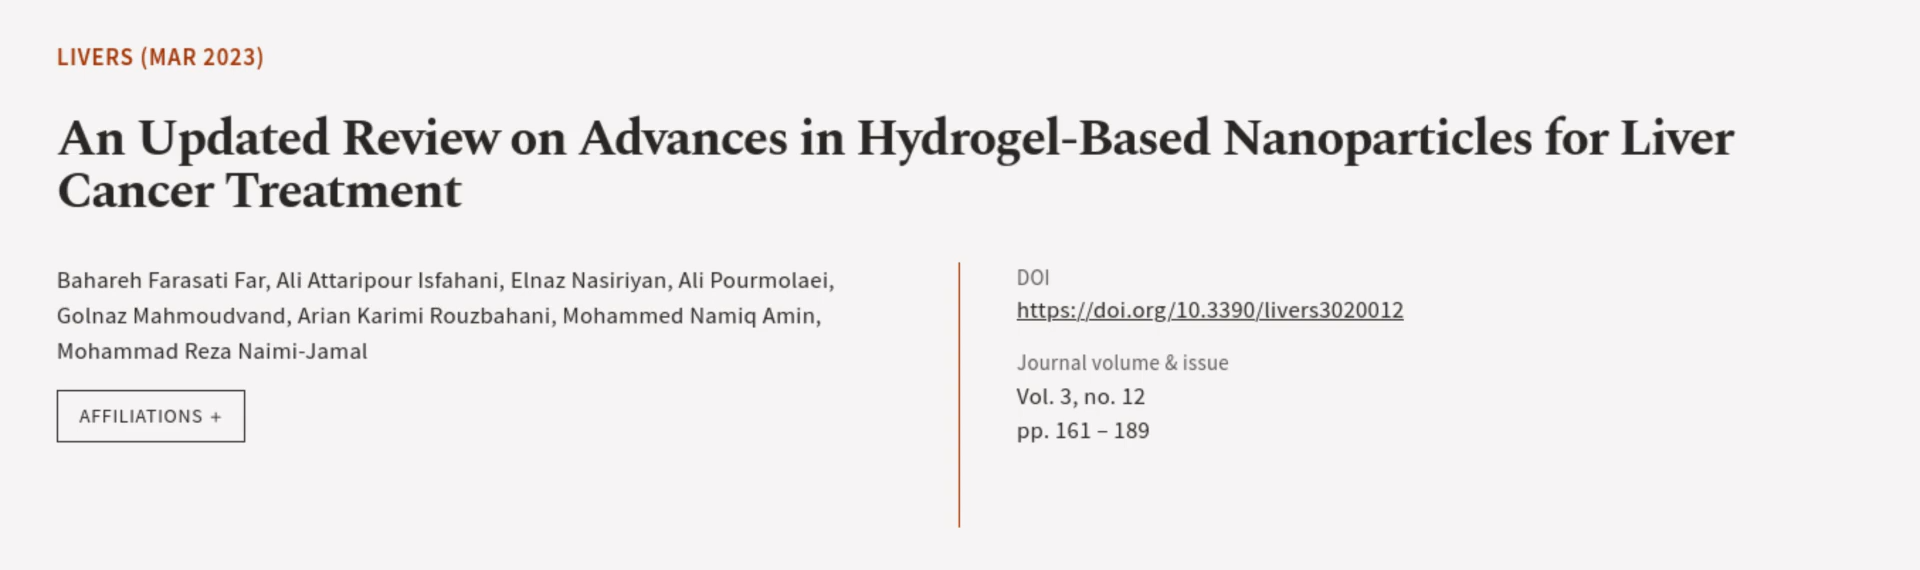 LIVERS (MAR 2023)
An Updated Review on Advances in Hydrogel-Based Nanoparticles for Liver
Cancer Treatment
Bahareh Farasati Far, Ali Attaripour Isfahani, Elnaz Nasiriyan, Ali Pourmolaei,
Golnaz Mahmoudvand, Arian Karimi Rouzbahani, Mohammed Namiq Amin,
Mohammad Reza Naimi-Jamal
AFFILIATIONS +
DOI
https://doi.org/10.3390/livers3020012
Journal volume & issue
Vol. 3, no. 12
pp. 161 – 189